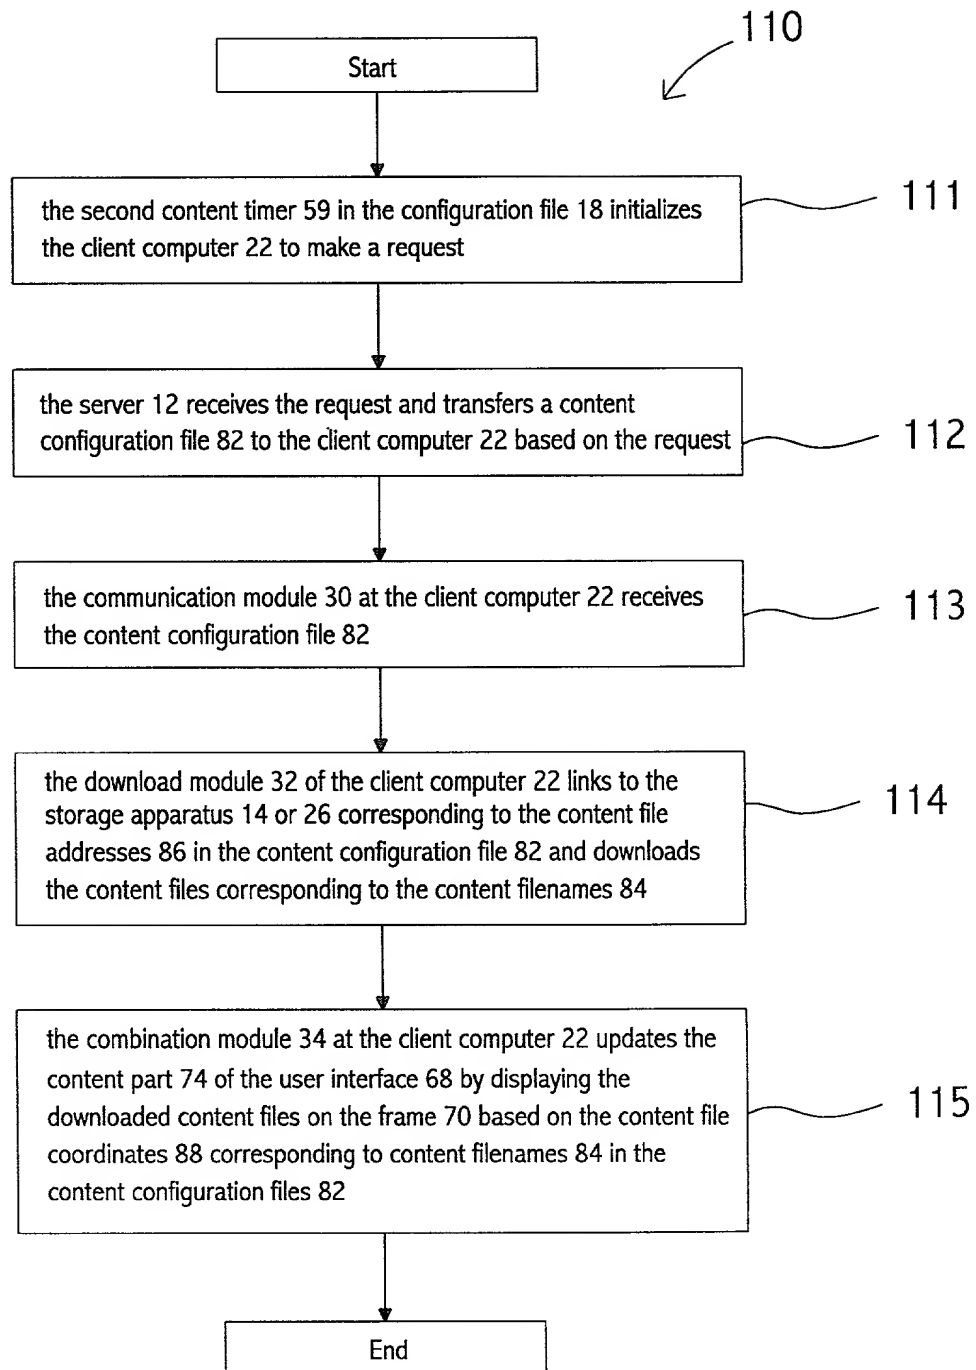 110
Start
the second content timer 59 in the configuration file 18 initializes
the client computer 22 to make a request
111
the server 12 receives the request and transfers a content
configuration file 82 to the client computer 22 based on the request
112
the communication module 30 at the client computer 22 receives
the content configuration file 82
113
the download module 32 of the client computer 22 links to the
storage apparatus 14 or 26 corresponding to the content file
addresses 86 in the content configuration file 82 and downloads
the content files corresponding to the content filenames 84
114
the combination module 34 at the client computer 22 updates the
content part 74 of the user interface 68 by displaying the
downloaded content files on the frame 70 based on the content file
coordinates 88 corresponding to content filenames 84 in the
content configuration files 82
115
End